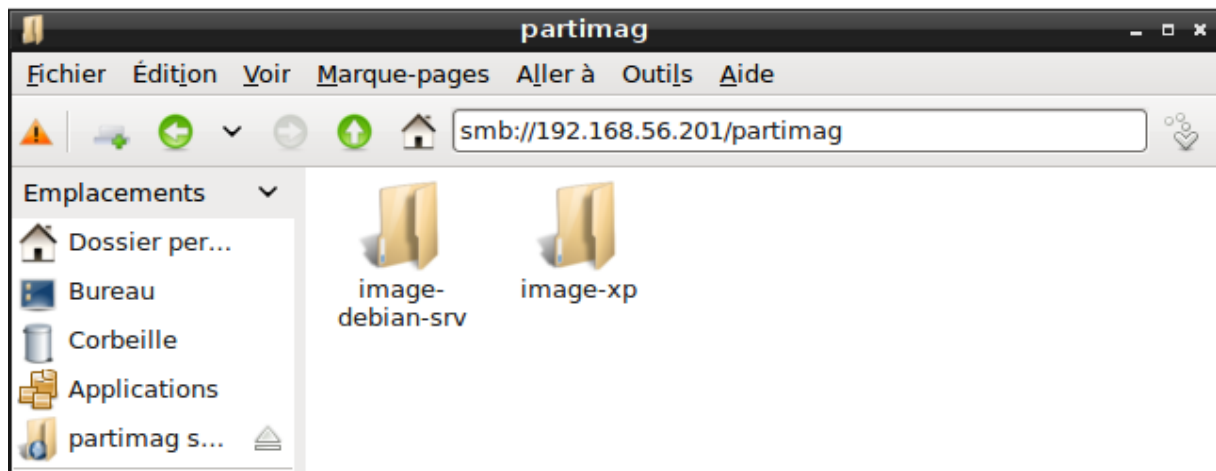 partimag
Fichier Édition Voir Marque-pages Aller à Outils Aide
smb://192.168.56.201/partimag
Emplacements
Dossier per...
Bureau
Corbeille
Applications
partimag s...
image-
debian-srv
image-xp